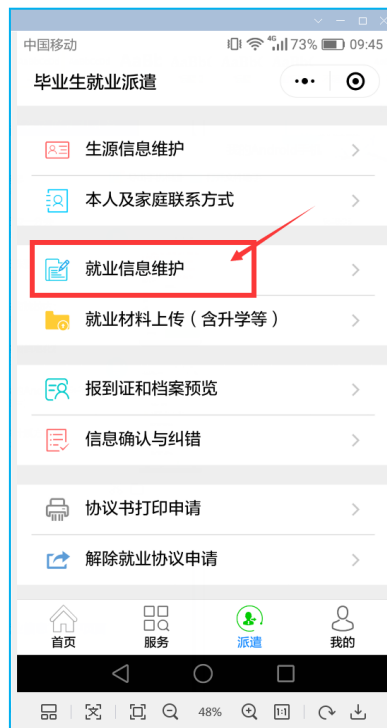 中国移动 4G 73% 09:45
毕业生就业派遣
生源信息维护
本人及家庭联系方式
就业信息维护
就业材料上传（含升学等）
报到证和档案预览
信息确认与纠错
协议书打印申请
解除就业协议申请
首页 服务 派遣 我的
48% 1:1